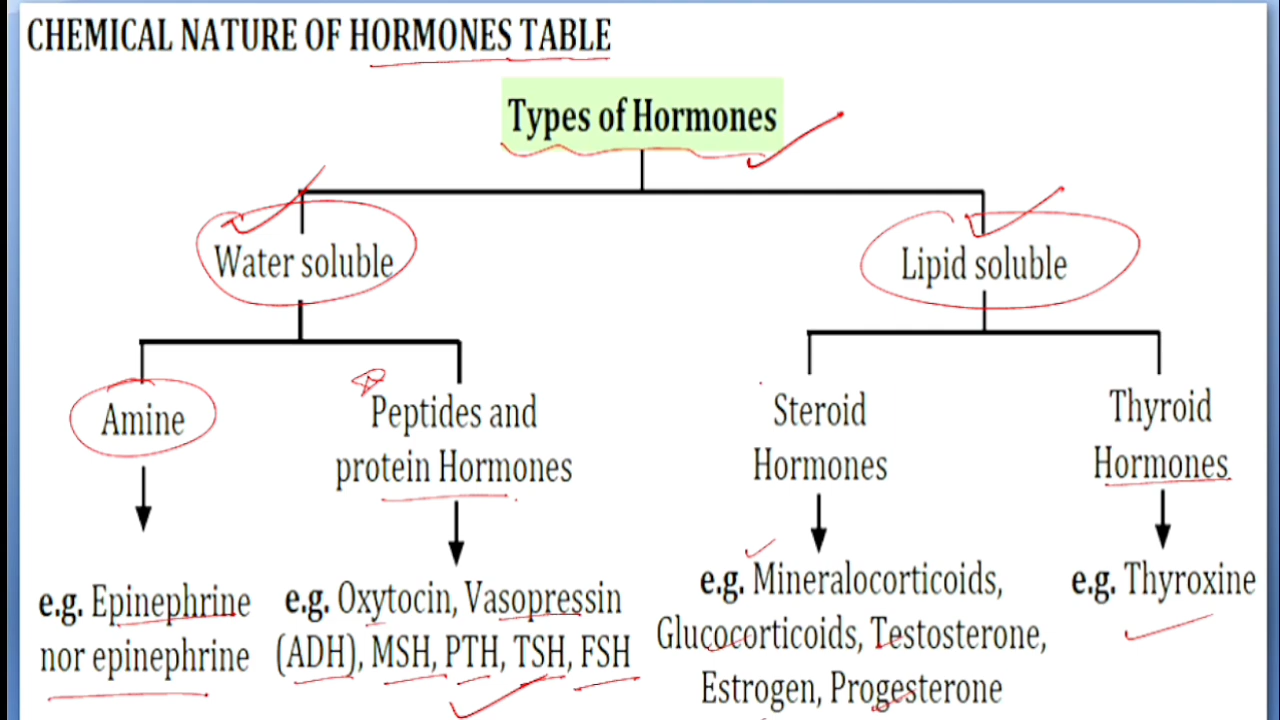 CHEMICAL NATURE OF HORMONES TABLE
Types of Hormones
Water soluble
Lipid soluble
Amine
Peptides and
protein Hormones
Steroid
Hormones
Thyroid
Hormones
e.g. Epinephrine
nor epinephrine
e.g. Oxytocin, Vasopressin
(ADH), MSH, PTH, TSH, FSH
e.g. Mineralocorticoids,
Glucocorticoids, Testosterone,
Estrogen, Progesterone
e.g. Thyroxine